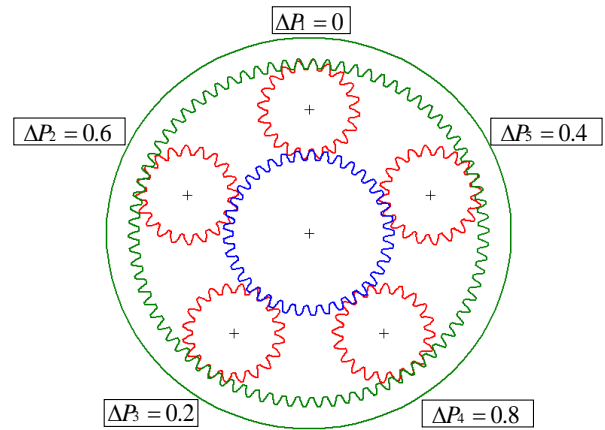 ΔP₁ = 0
ΔP₂ = 0.6
ΔP₅ = 0.4
ΔP₃ = 0.2
ΔP₄ = 0.8